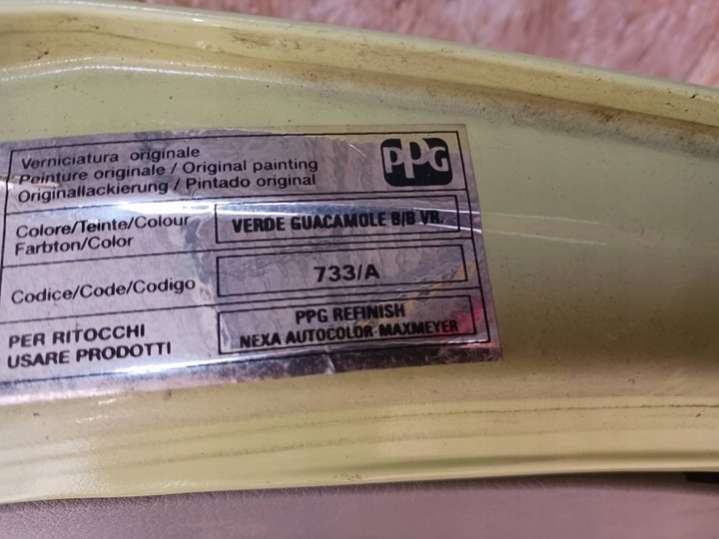 Verniciatura originale
Peinture originale / Original painting
Originallackierung / Pintado original
PPG
Colore/Teinte/Colour
Farbton/Color
VERDE GUACAMOLE B/B VR.
Codice/Code/Codigo
733/A
PER RITOCCHI
USARE PRODOTTI
PPG REFINISH
NEXA AUTOCOLOR-MAXMEYER